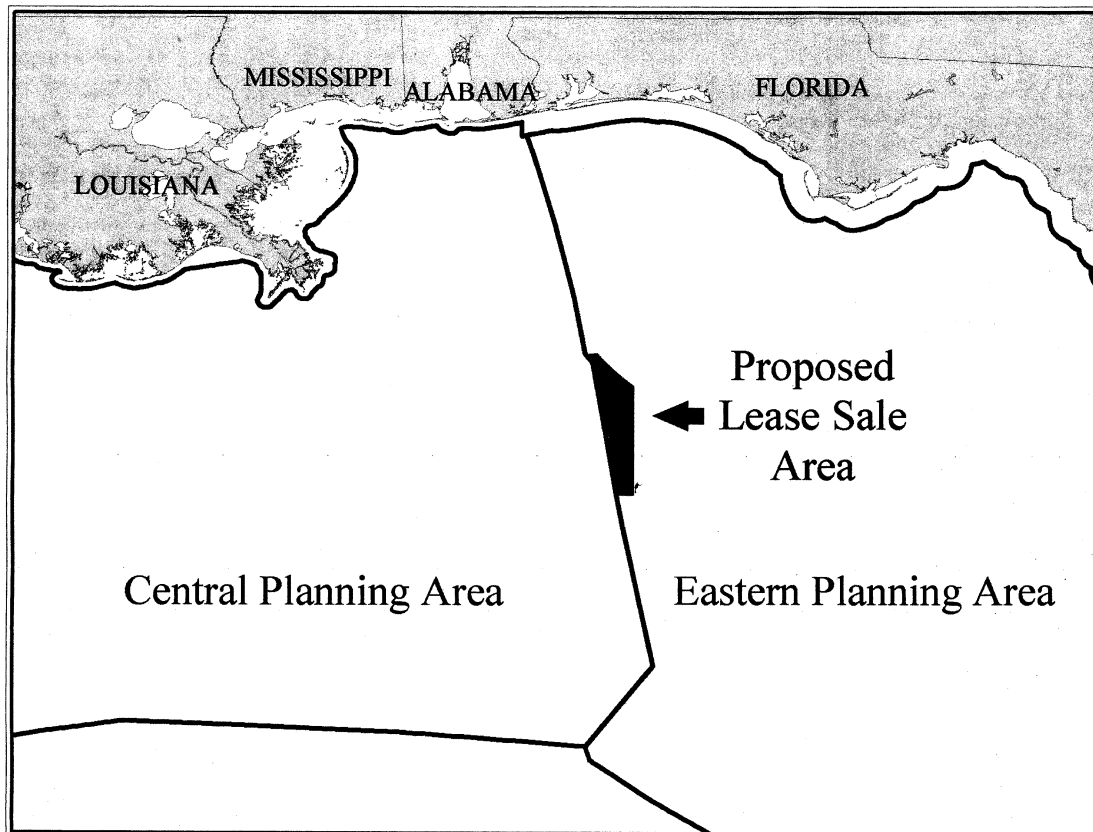 MISSISSIPPI
ALABAMA
FLORIDA
LOUISIANA
Proposed
Lease Sale
Area
Central Planning Area
Eastern Planning Area